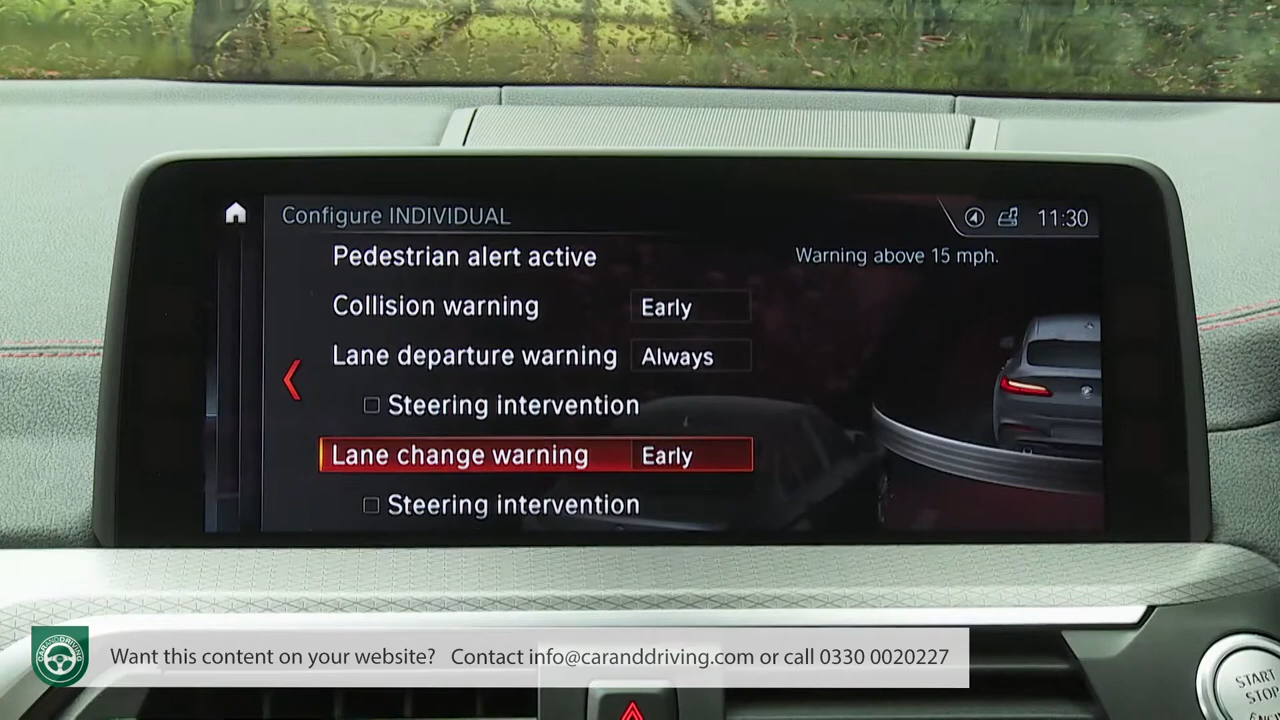 Configure INDIVIDUAL
11:30
Pedestrian alert active
Warning above 15 mph.
Collision warning Early
Lane departure warning Always
Steering intervention
Lane change warning Early
Steering intervention
CARANDDRIVING
Want this content on your website? Contact info@caranddriving.com or call 0330 0020227
START
STOP